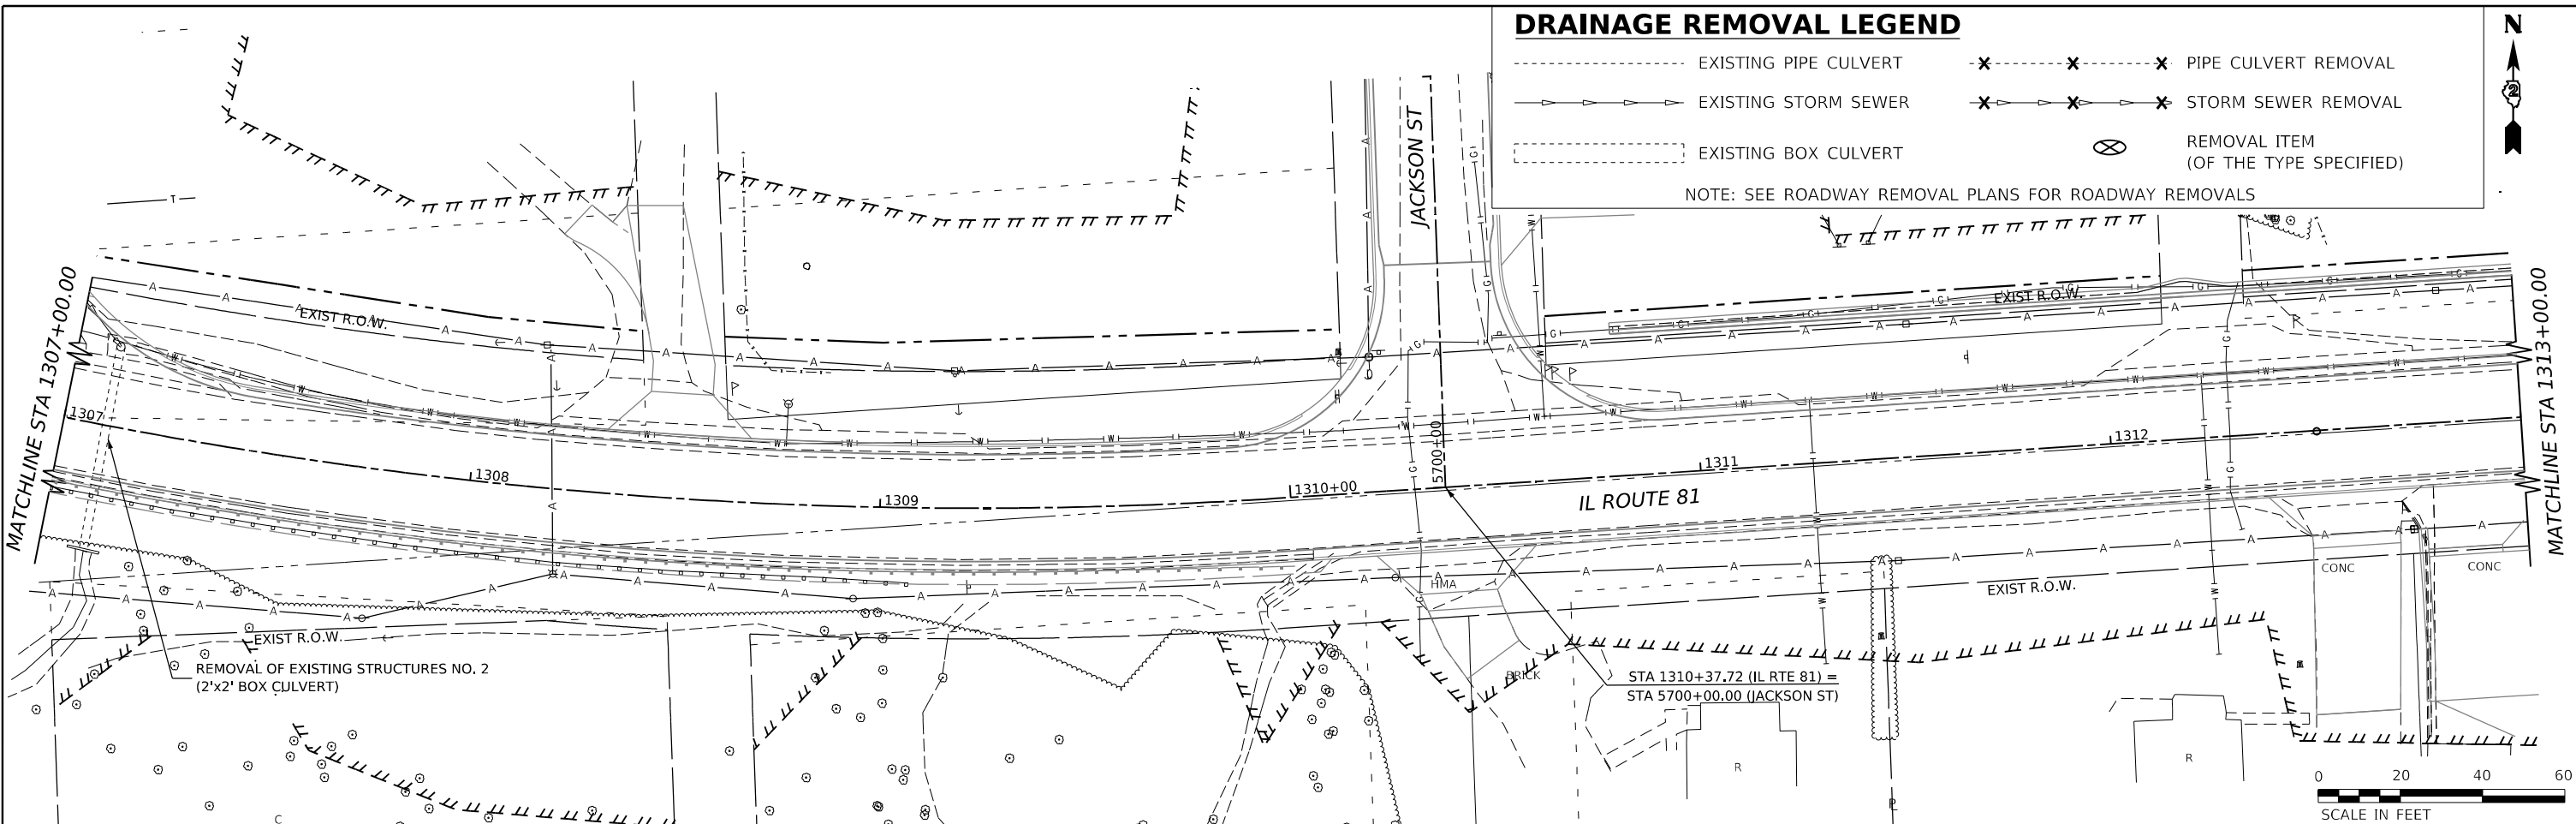 DRAINAGE REMOVAL LEGEND
EXISTING PIPE CULVERT
PIPE CULVERT REMOVAL
EXISTING STORM SEWER
STORM SEWER REMOVAL
EXISTING BOX CULVERT
REMOVAL ITEM
(OF THE TYPE SPECIFIED)
NOTE: SEE ROADWAY REMOVAL PLANS FOR ROADWAY REMOVALS
N
2
JACKSON ST
T
MATCHLINE STA 1307+00.00
EXIST R.O.W.
EXIST R.O.W.
MATCHLINE STA 1313+00.00
1307
1308
1309
1310+00
5700+00
1311
1312
IL ROUTE 81
HMA
CONC
CONC
EXIST R.O.W.
EXIST R.O.W.
REMOVAL OF EXISTING STRUCTURES NO. 2
(2'x2' BOX CULVERT)
BRICK
STA 1310+37.72 (IL RTE 81) =
STA 5700+00.00 (JACKSON ST)
R
R
C
0 20 40 60
SCALE IN FEET